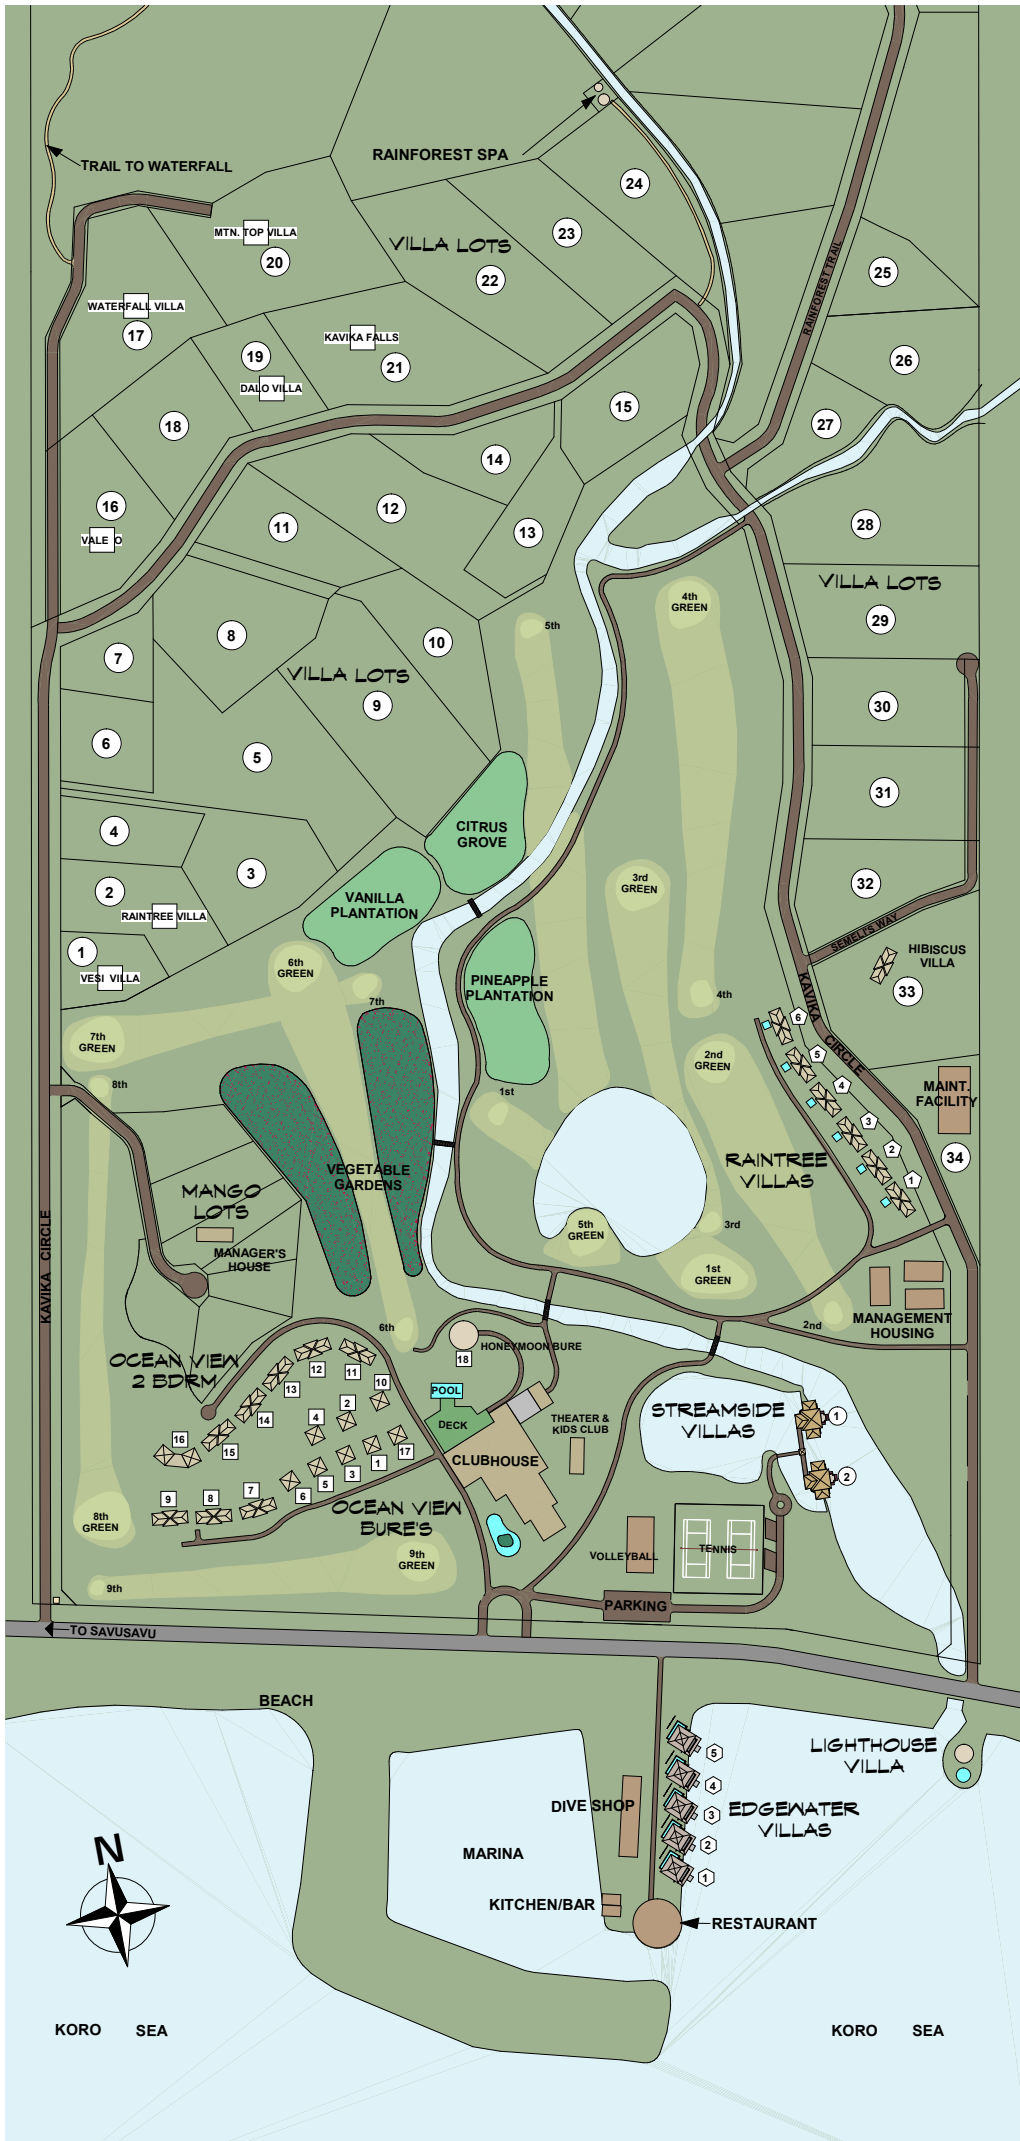 RAINFOREST SPA
TRAIL TO WATERFALL
24
MTN. TOP VILLA
20
VILLA LOTS
23
22
25
RAINFOREST TRAIL
WATERFALL VILLA
17
KAVIKA FALLS
21
19
DALO VILLA
26
18
15
27
14
16
VALE O
11
12
13
28
VILLA LOTS
29
4th
GREEN
5th
7
8
10
VILLA LOTS
9
30
6
5
31
4
CITRUS
GROVE
3
2
RAINTREE VILLA
VANILLA
PLANTATION
3rd
GREEN
32
SEMELI'S WAY
1
VESI VILLA
HIBISCUS
VILLA
33
6th
GREEN
7th
PINEAPPLE
PLANTATION
4th
KAVIKA CIRCLE
7th
GREEN
8th
1st
2nd
GREEN
6
5
4
3
2
1
MAINT.
FACILITY
34
RAINTREE
VILLAS
VEGETABLE
GARDENS
MANGO
LOTS
MANAGER'S
HOUSE
KAVIKA CIRCLE
3rd
5th
GREEN
1st
GREEN
2nd
MANAGEMENT
HOUSING
6th
HONEYMOON BURE
18
OCEAN VIEW
2 BDRM
12
11
10
13
14
15
16
POOL
DECK
CLUBHOUSE
THEATER &
KIDS CLUB
STREAMSIDE
VILLAS
1
2
2
4
17
1
3
5
6
7
8
9
OCEAN VIEW
BURE'S
8th
GREEN
9th
GREEN
9th
VOLLEYBALL
TENNIS
PARKING
TO SAVUSAVU
BEACH
LIGHTHOUSE
VILLA
5
4
3
2
1
EDGEWATER
VILLAS
DIVE SHOP
MARINA
KITCHEN/BAR
RESTAURANT
N
KORO SEA
KORO SEA